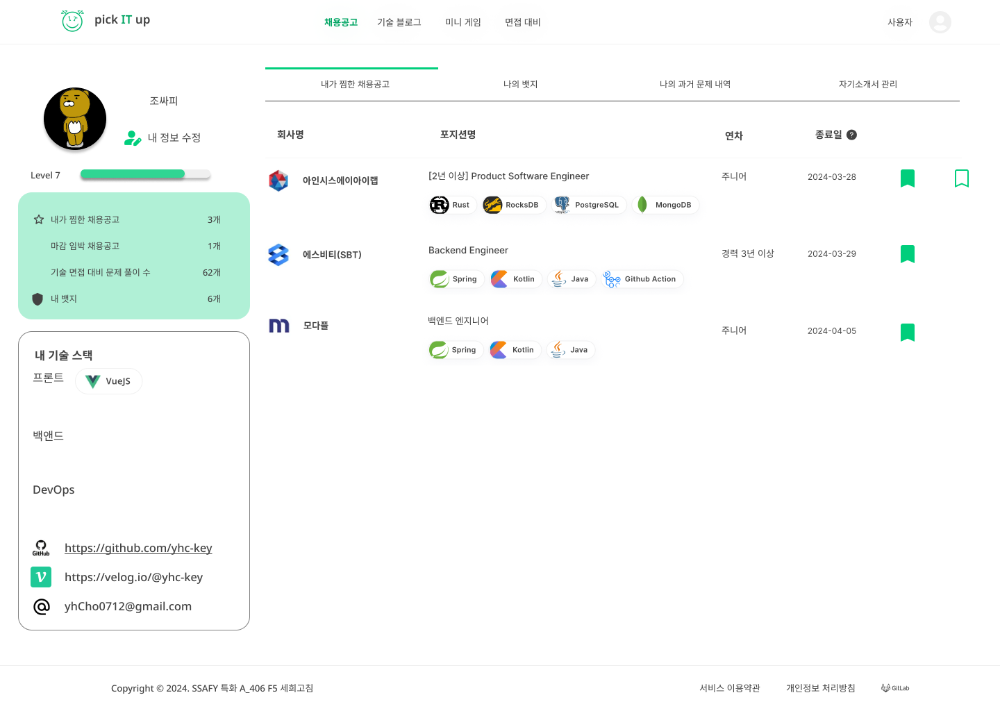 pick IT up
채용공고 기술 블로그 미니 게임 면접 대비
사용자
조싸피
내 정보 수정
Level 7
내가 찜한 채용공고 3개
마감 임박 채용공고 1개
기술 면접 대비 문제 풀이 수 62개
내 뱃지 6개
내 기술 스택
프론트 VueJS
백앤드
DevOps
GitHub https://github.com/yhc-key
v https://velog.io/@yhc-key
yhCho0712@gmail.com
내가 찜한 채용공고 나의 뱃지 나의 과거 문제 내역 자기소개서 관리
회사명 포지션명 연차 종료일 ?
아인시스에이아이랩 [2년 이상] Product Software Engineer 주니어 2024-03-28
Rust RocksDB PostgreSQL MongoDB
에스비티(SBT) Backend Engineer 경력 3년 이상 2024-03-29
Spring Kotlin Java Github Action
m 모다플 백엔드 엔지니어 주니어 2024-04-05
Spring Kotlin Java
Copyright © 2024. SSAFY 특화 A_406 F5 세희고침
서비스 이용약관 개인정보 처리방침 GitLab